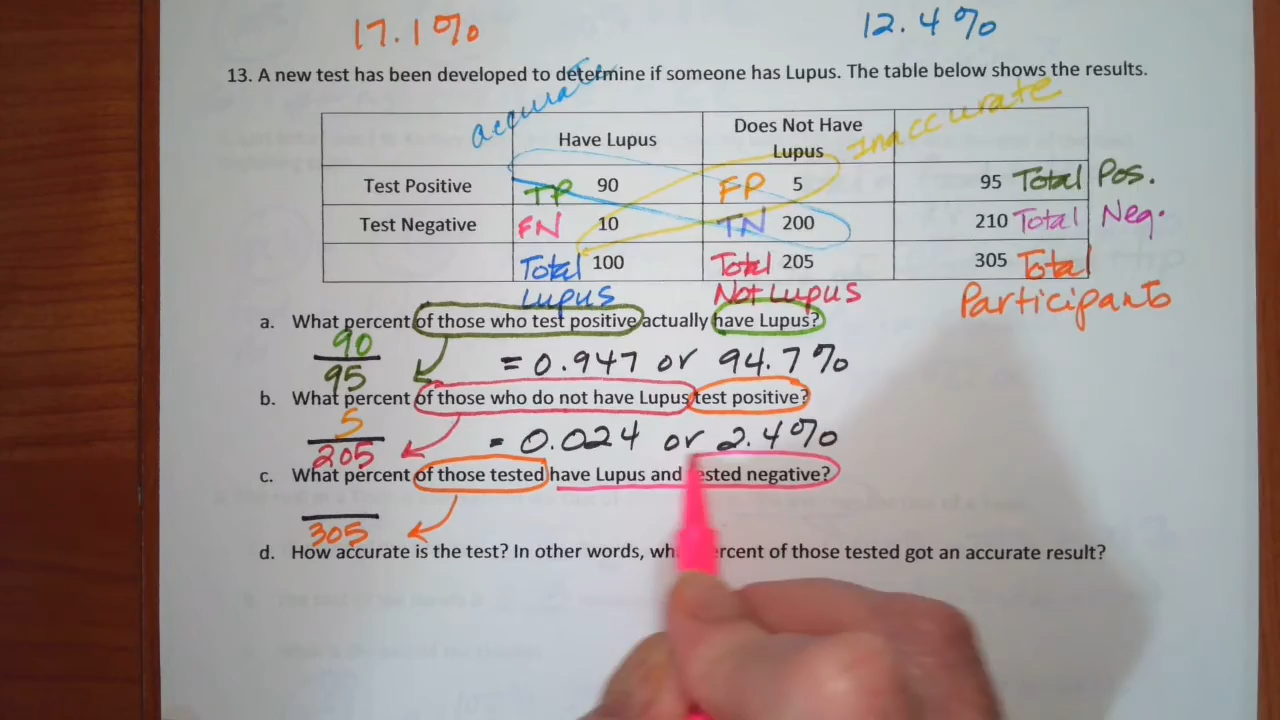 17.1% 12.4%
13. A new test has been developed to determine if someone has Lupus. The table below shows the results.
accurate Inaccurate
Have Lupus Does Not Have Lupus
Test Positive TP 90 FP 5 95 Total Pos.
Test Negative FN 10 TN 200 210 Total Neg.
Total Lupus 100 Total Not Lupus 205 305 Total Participants
a. What percent of those who test positive actually have Lupus?
90/95 = 0.947 or 94.7%
b. What percent of those who do not have Lupus test positive?
5/205 = 0.024 or 2.4%
c. What percent of those tested have Lupus and tested negative?
305
d. How accurate is the test? In other words, percent of those tested got an accurate result?